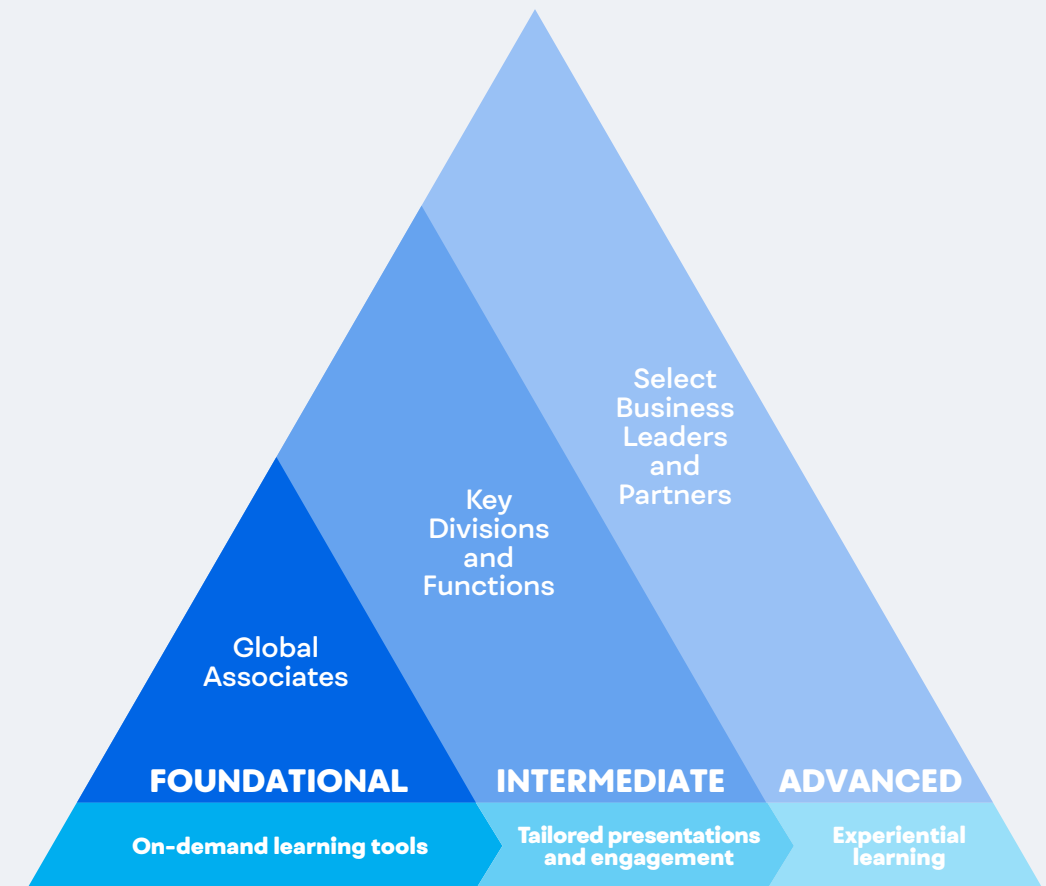 Global
Associates
FOUNDATIONAL
On-demand learning tools
Key
Divisions
and
Functions
INTERMEDIATE
Tailored presentations
and engagement
Select
Business
Leaders
and
Partners
ADVANCED
Experiential
learning